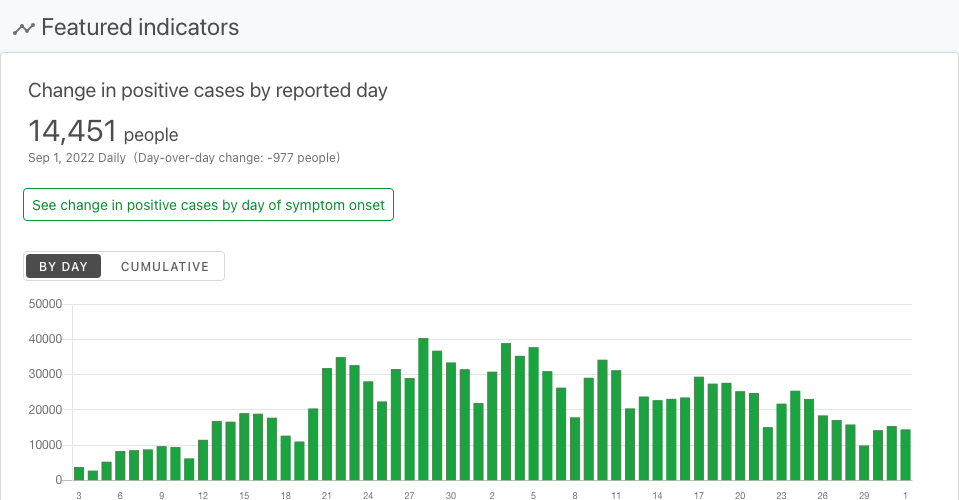 Featured indicators
Change in positive cases by reported day
14,451 people
Sep 1, 2022 Daily (Day-over-day change: -977 people)
See change in positive cases by day of symptom onset
BY DAY CUMULATIVE
50000
40000
30000
20000
10000
0
3 6 9 12 15 18 21 24 27 30 2 5 8 11 14 17 20 23 26 29 1